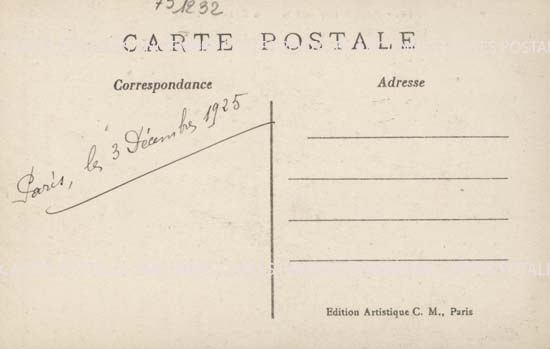 751232
CARTE POSTALE
Correspondance
Adresse
Paris, le 3 Décembre 1925
Edition Artistique C. M., Paris